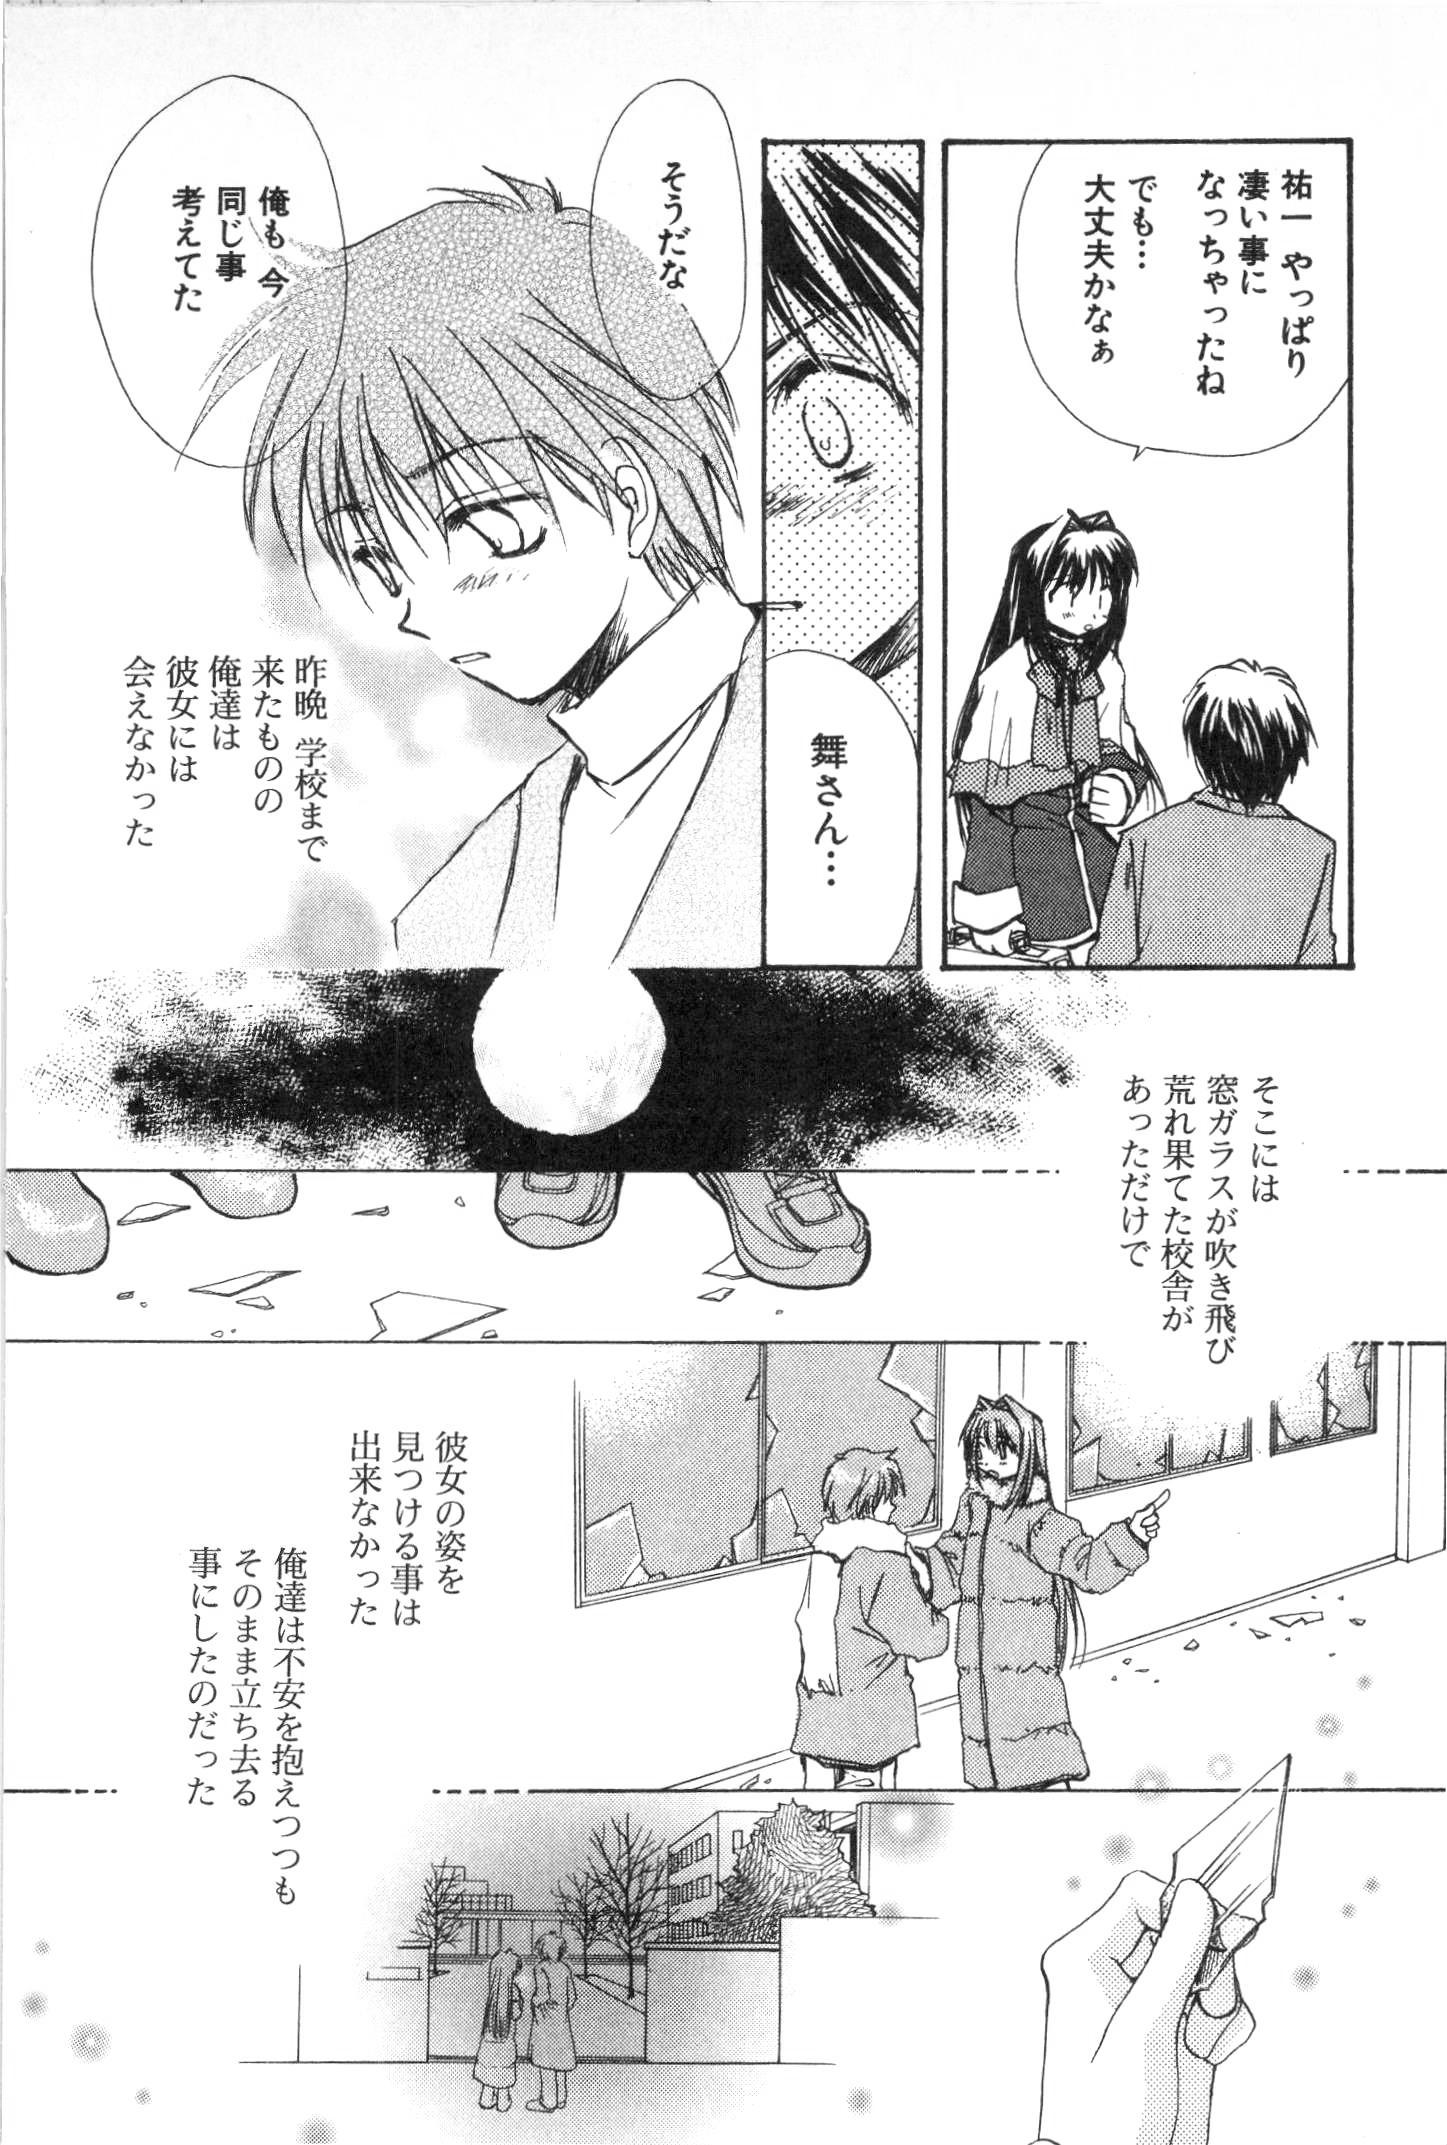 祐一 やっぱり
凄い事に
なっちゃったね
でも…
大丈夫かなぁ
舞さん…
そうだな
俺も 今
同じ事
考えてた
昨晩 学校まで
来たものの
俺達は
彼女には
会えなかった
そこには
窓ガラスが吹き飛び
荒れ果てた校舎が
あっただけで
彼女の姿を
見つける事は
出来なかった
俺達は不安を抱えつつも
そのまま立ち去る
事にしたのだった